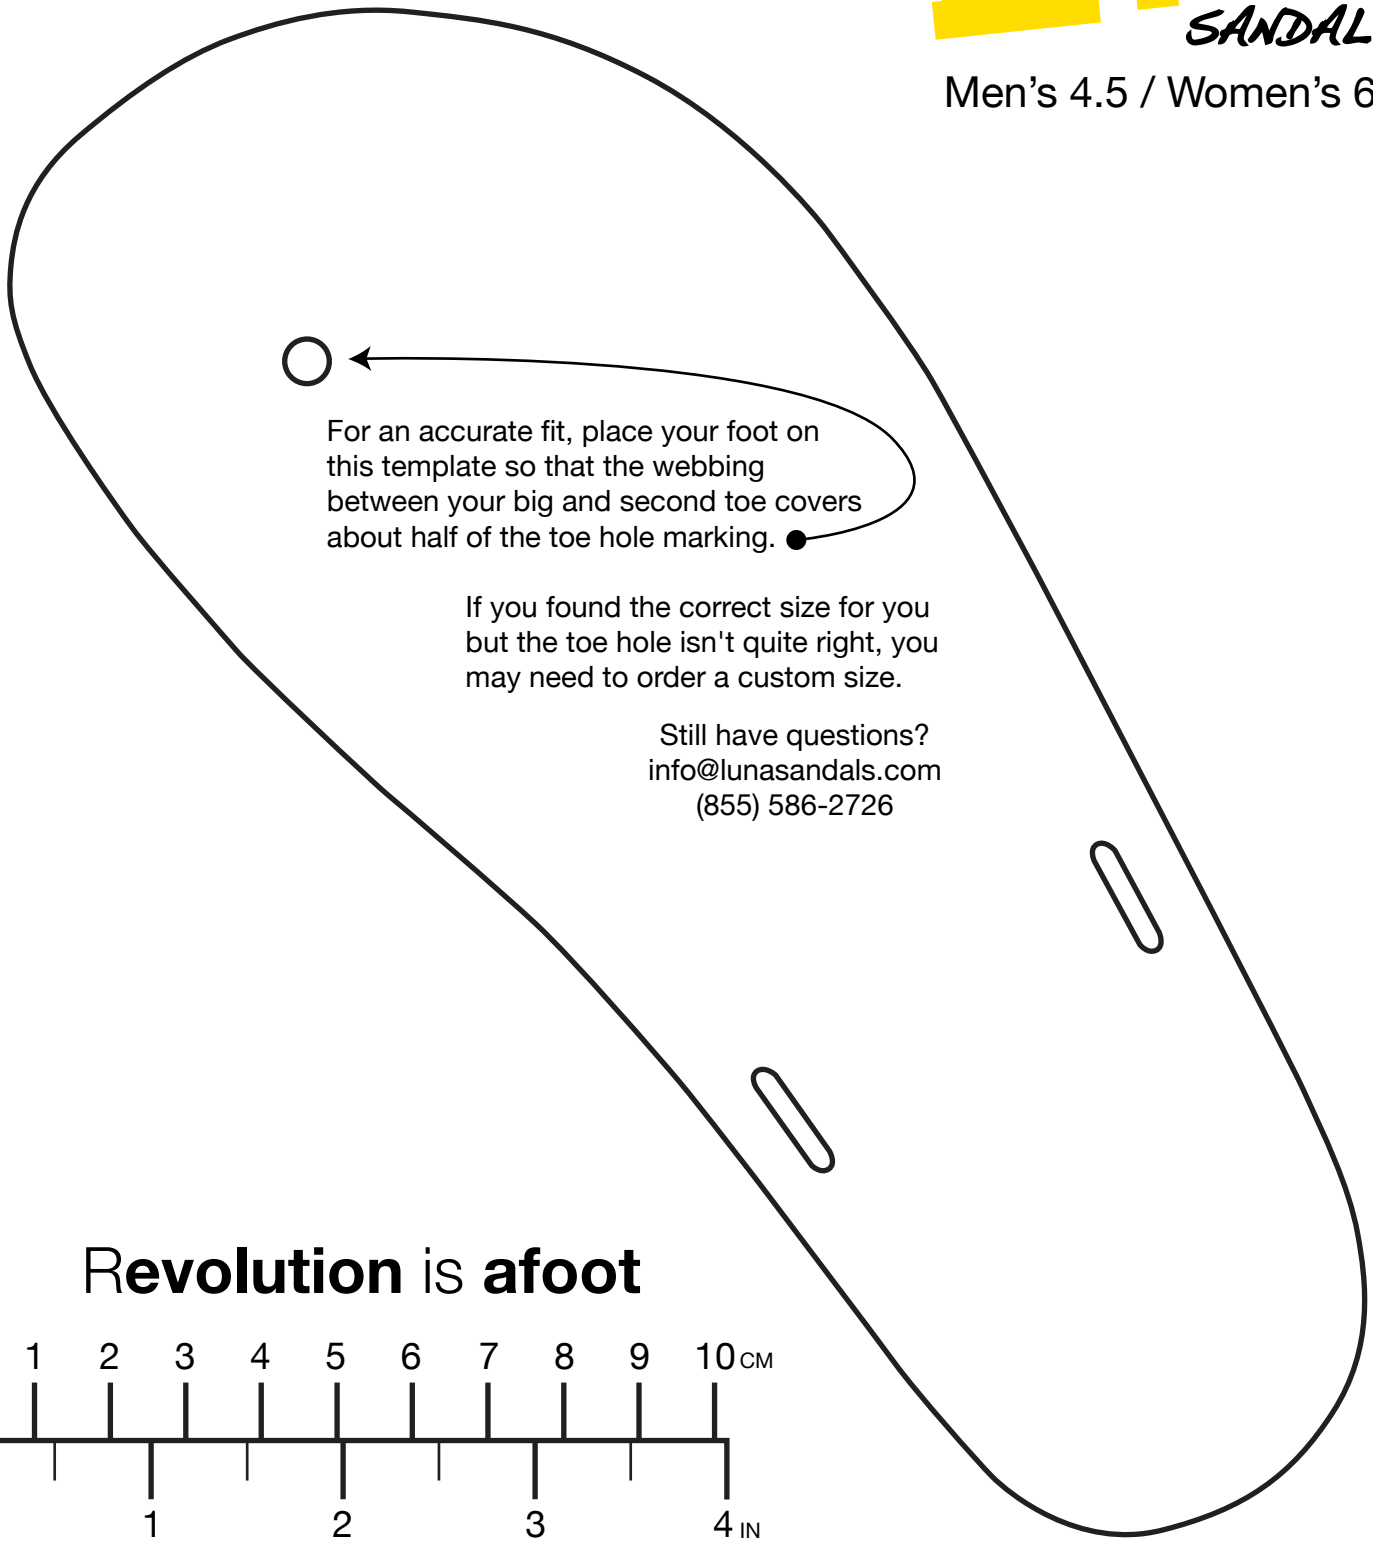 SANDAL
Men's 4.5 / Women's 6
For an accurate fit, place your foot on
this template so that the webbing
between your big and second toe covers
about half of the toe hole marking.
If you found the correct size for you
but the toe hole isn't quite right, you
may need to order a custom size.
Still have questions?
info@lunasandals.com
(855) 586-2726
Revolution is afoot
1 2 3 4 5 6 7 8 9 10 CM
1 2 3 4 IN